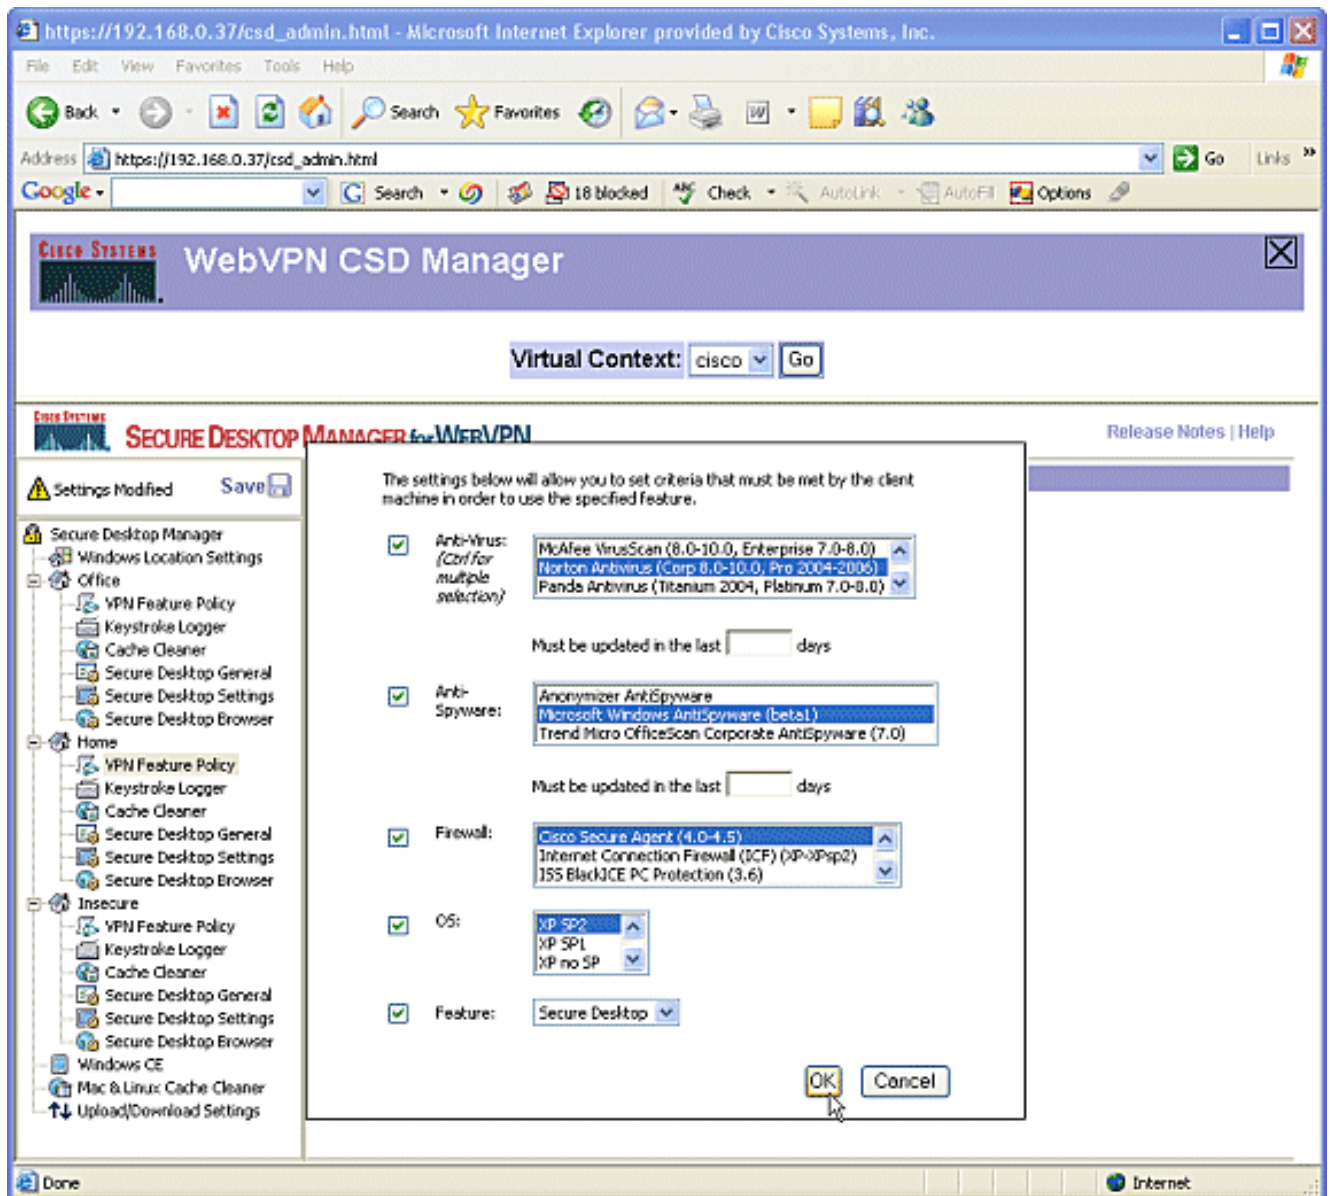 https://192.168.0.37/csd_admin.html - Microsoft Internet Explorer provided by Cisco Systems, Inc.
File Edit View Favorites Tools Help
Back Search Favorites
Address https://192.168.0.37/csd_admin.html Go Links »
Google Search 18 blocked Check AutoLink AutoFill Options
CISCO SYSTEMS
WebVPN CSD Manager
Virtual Context: cisco Go
CISCO SYSTEMS
SECURE DESKTOP MANAGER for WEBVPN
Release Notes | Help
Settings Modified Save
Secure Desktop Manager
Windows Location Settings
Office
VPN Feature Policy
Keystroke Logger
Cache Cleaner
Secure Desktop General
Secure Desktop Settings
Secure Desktop Browser
Home
VPN Feature Policy
Keystroke Logger
Cache Cleaner
Secure Desktop General
Secure Desktop Settings
Secure Desktop Browser
Insecure
VPN Feature Policy
Keystroke Logger
Cache Cleaner
Secure Desktop General
Secure Desktop Settings
Secure Desktop Browser
Windows CE
Mac & Linux Cache Cleaner
Upload/Download Settings
The settings below will allow you to set criteria that must be met by the client
machine in order to use the specified feature.
Anti-Virus:
(Ctrl for
multiple
selection)
McAfee VirusScan (8.0-10.0, Enterprise 7.0-8.0)
Norton Antivirus (Corp 8.0-10.0, Pro 2004-2006)
Panda Antivirus (Titanium 2004, Platinum 7.0-8.0)
Must be updated in the last days
Anti-
Spyware:
Anonymizer AntiSpyware
Microsoft Windows AntiSpyware (beta1)
Trend Micro OfficeScan Corporate AntiSpyware (7.0)
Must be updated in the last days
Firewall:
Cisco Secure Agent (4.0-4.5)
Internet Connection Firewall (ICF) (XP-XPsp2)
ISS BlackICE PC Protection (3.6)
OS:
XP SP2
XP SP1
XP no SP
Feature: Secure Desktop
OK Cancel
Done Internet